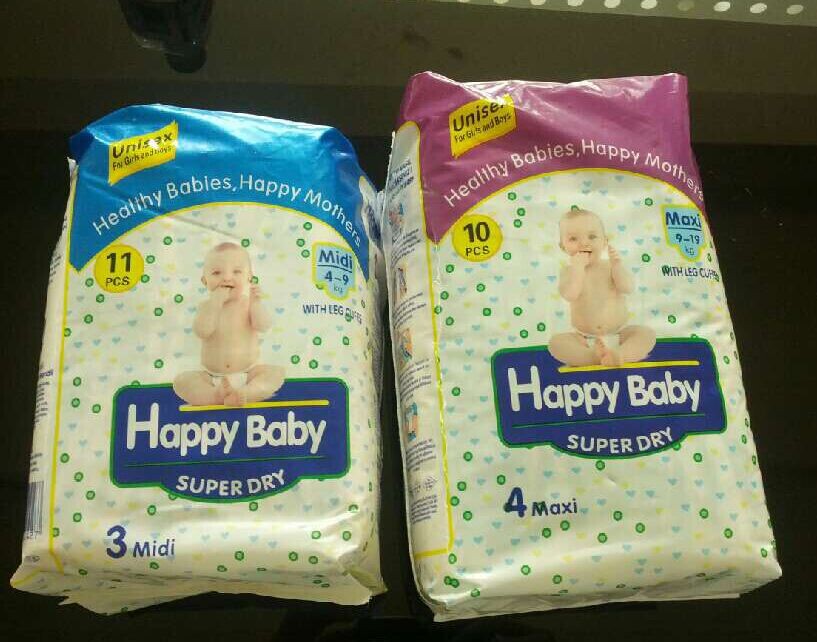 Unisex
For Girls and Boys
Healthy Babies, Happy Mothers
11
PCS
Midi
4-9
kg
WITH LEG CUFFS
Happy Baby
SUPER DRY
3 Midi
Unisex
For Girls and Boys
Healthy Babies, Happy Mothers
10
PCS
Maxi
9-19
kg
WITH LEG CUFFS
Happy Baby
SUPER DRY
4 Maxi